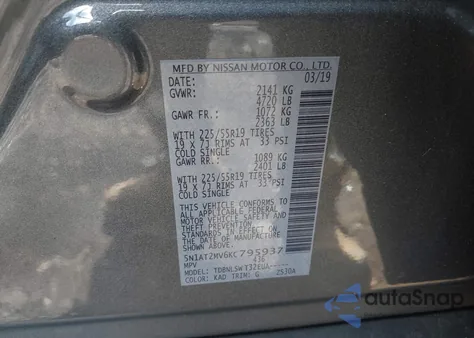 MFD BY NISSAN MOTOR CO., LTD.
DATE: 03/19
GVWR: 2141 KG
4720 LB
GAWR FR.: 1072 KG
2363 LB
WITH 225/55R19 TIRES
19 X 7J RIMS AT 33 PSI
COLD SINGLE
GAWR RR.: 1089 KG
2401 LB
WITH 225/55R19 TIRES
19 X 7J RIMS AT 33 PSI
COLD SINGLE
THIS VEHICLE CONFORMS TO ALL
APPLICABLE FEDERAL
MOTOR VEHICLE SAFETY AND
THEFT PREVENTION
STANDARDS IN EFFECT ON THE
DATE OF MANUFACTURE
SHOWN ABOVE.
5N1AT2MV6KC795937
MPV 436
MODEL:
COLOR: KAD TRIM: G 2530A
autoSnap